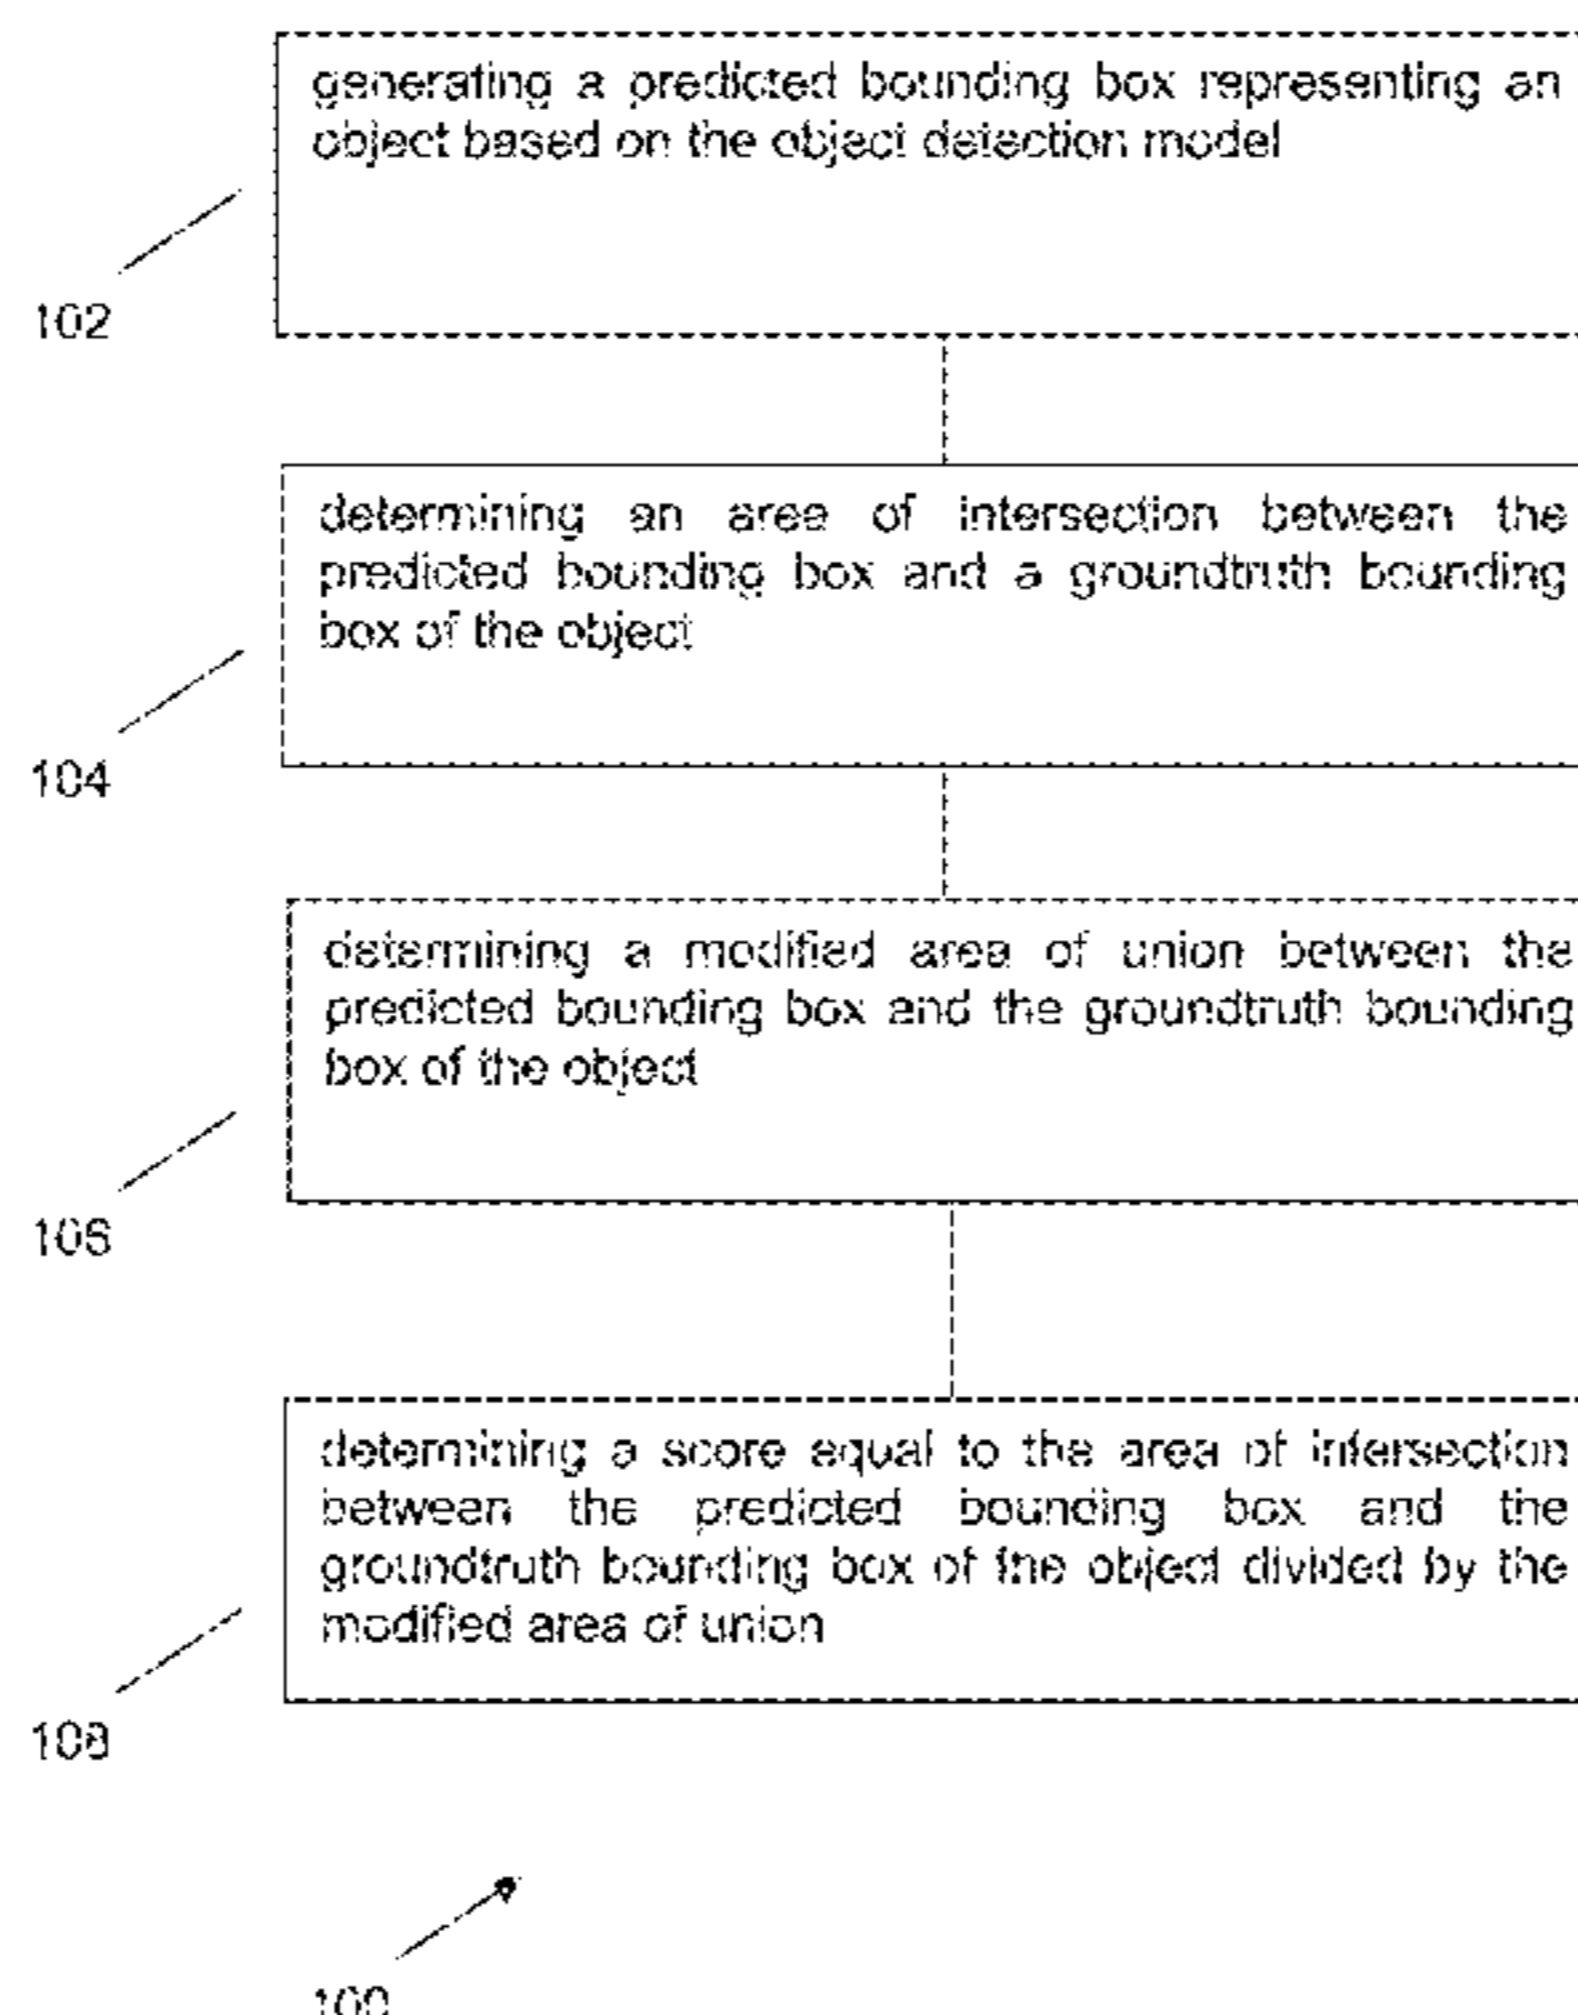 generating a predicted bounding box representing an
object based on the object detection model
102
determining an area of intersection between the
predicted bounding box and a groundtruth bounding
box of the object
104
determining a modified area of union between the
predicted bounding box and the groundtruth bounding
box of the object
106
determining a score equal to the area of intersection
between the predicted bounding box and the
groundtruth bounding box of the object divided by the
modified area of union
108
100